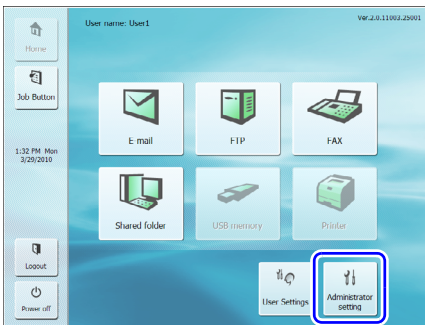 User name: User1
Ver.2.0.11003.25001
Home
Job Button
1:32 PM Mon
3/29/2010
Logout
Power off
E-mail
FTP
FAX
Shared folder
USB memory
Printer
User Settings
Administrator
setting